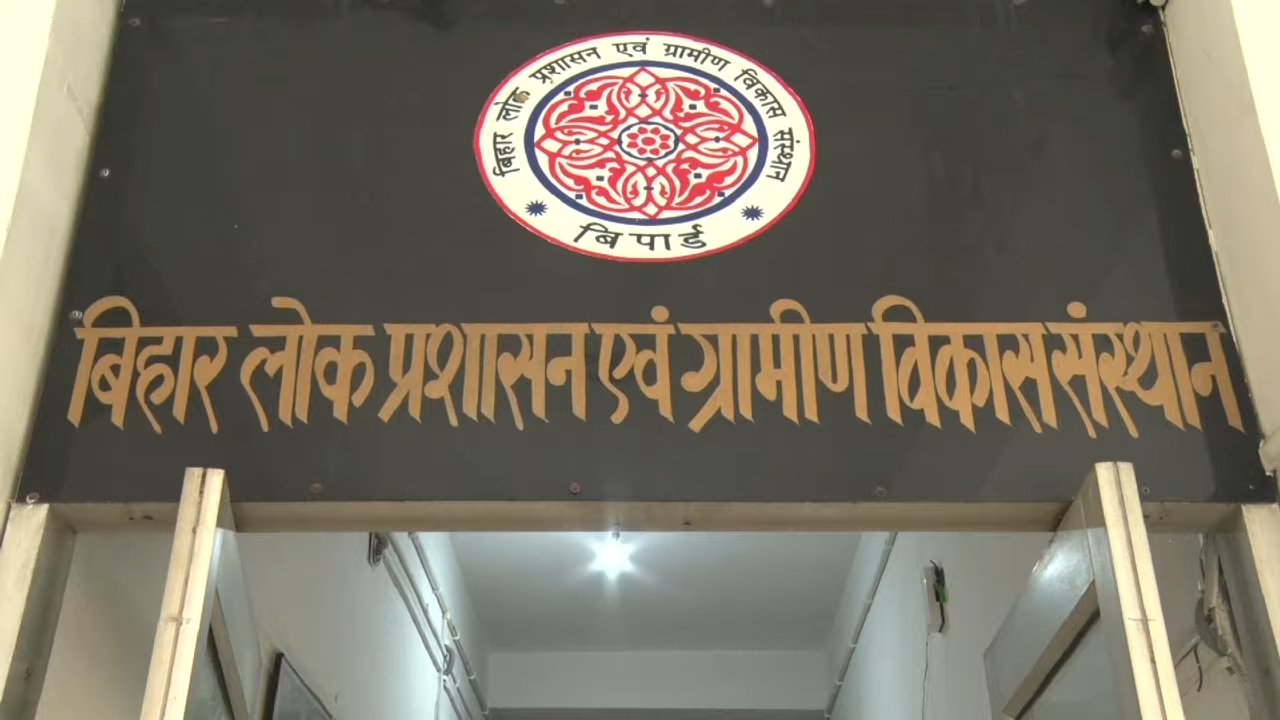 बिहार लोक प्रशासन एवं ग्रामीण विकास संस्थान
बिपार्ड
बिहार लोक प्रशासन एवं ग्रामीण विकास संस्थान